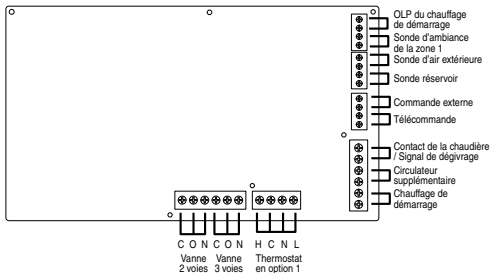 OLP du chauffage
de démarrage
Sonde d'ambiance
de la zone 1
Sonde d'air extérieure
Sonde réservoir
Commande externe
Télécommande
Contact de la chaudière
/ Signal de dégivrage
Circulateur
supplémentaire
Chauffage de
démarrage
C O N C O N H C N L
Vanne
2 voies
Vanne
3 voies
Thermostat
en option 1